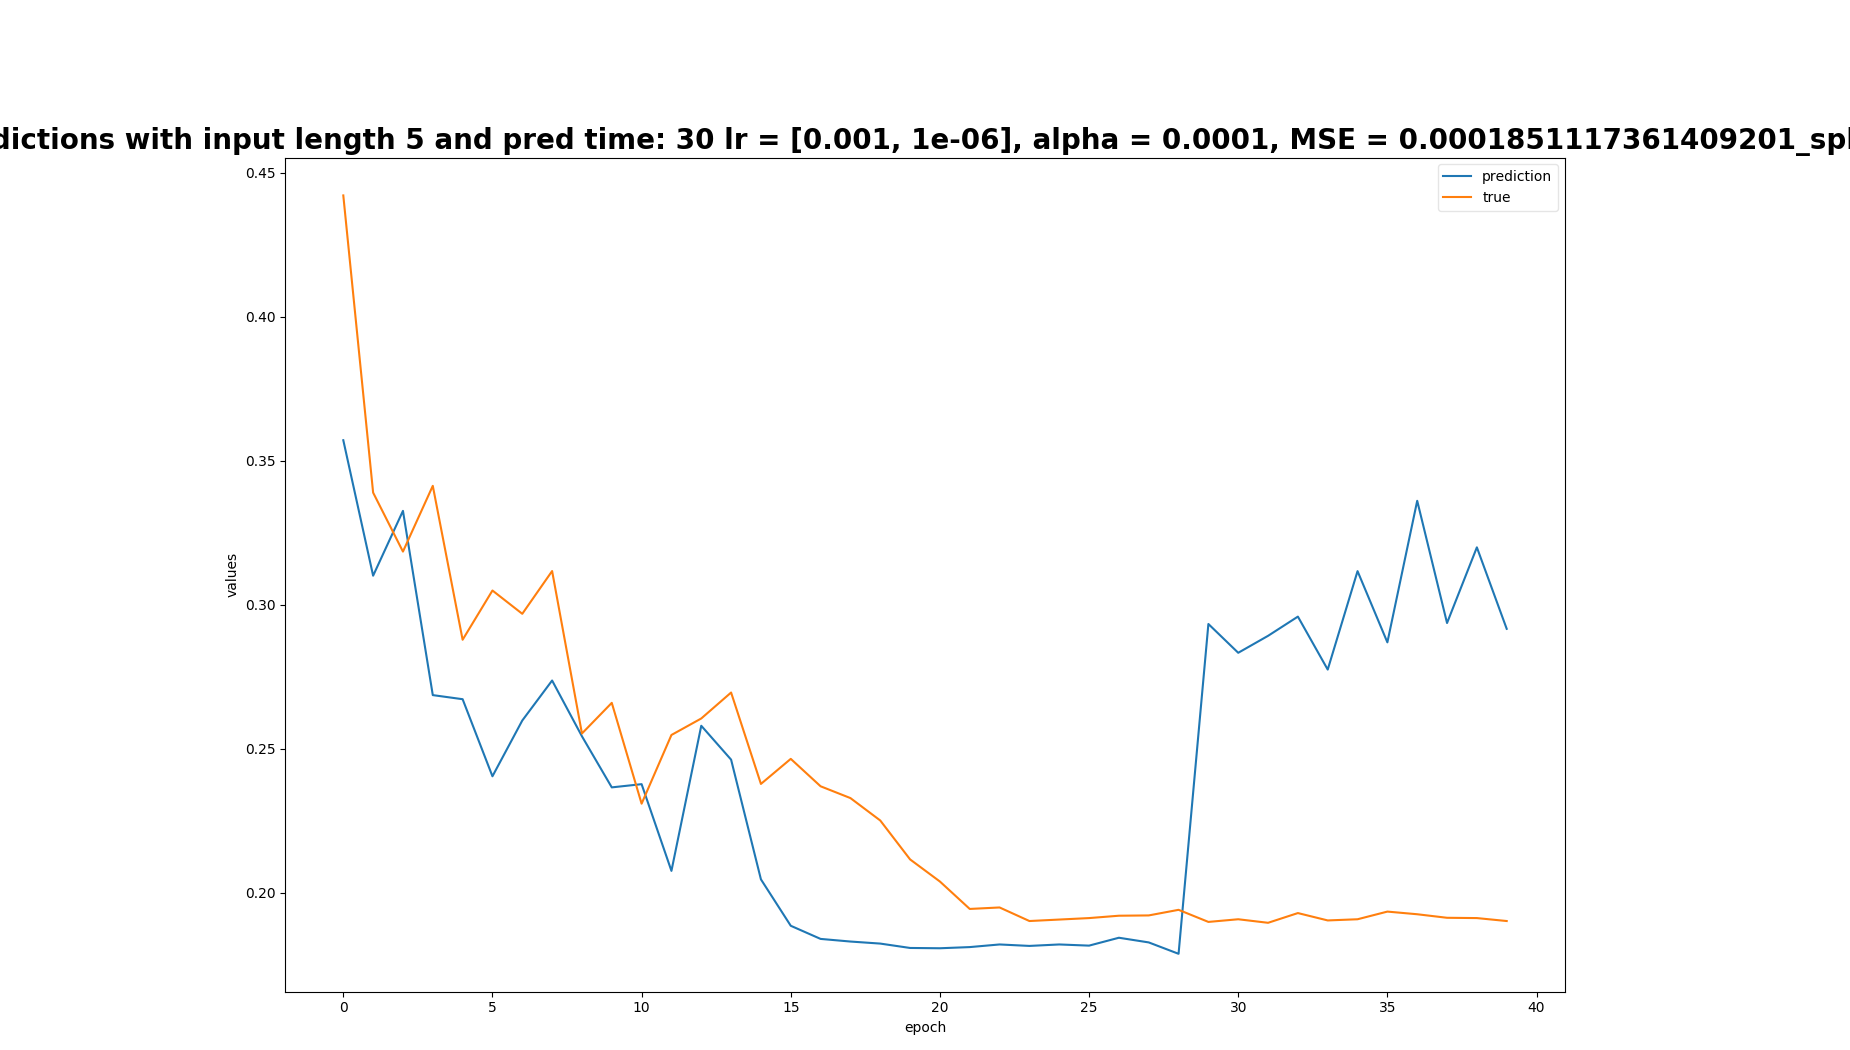 dictions with input length 5 and pred time: 30 lr = [0.001, 1e-06], alpha = 0.0001, MSE = 0.0001851117361409201_spl
prediction
true
0.45
0.40
0.35
0.30
0.25
0.20
values
0 5 10 15 20 25 30 35 40
epoch